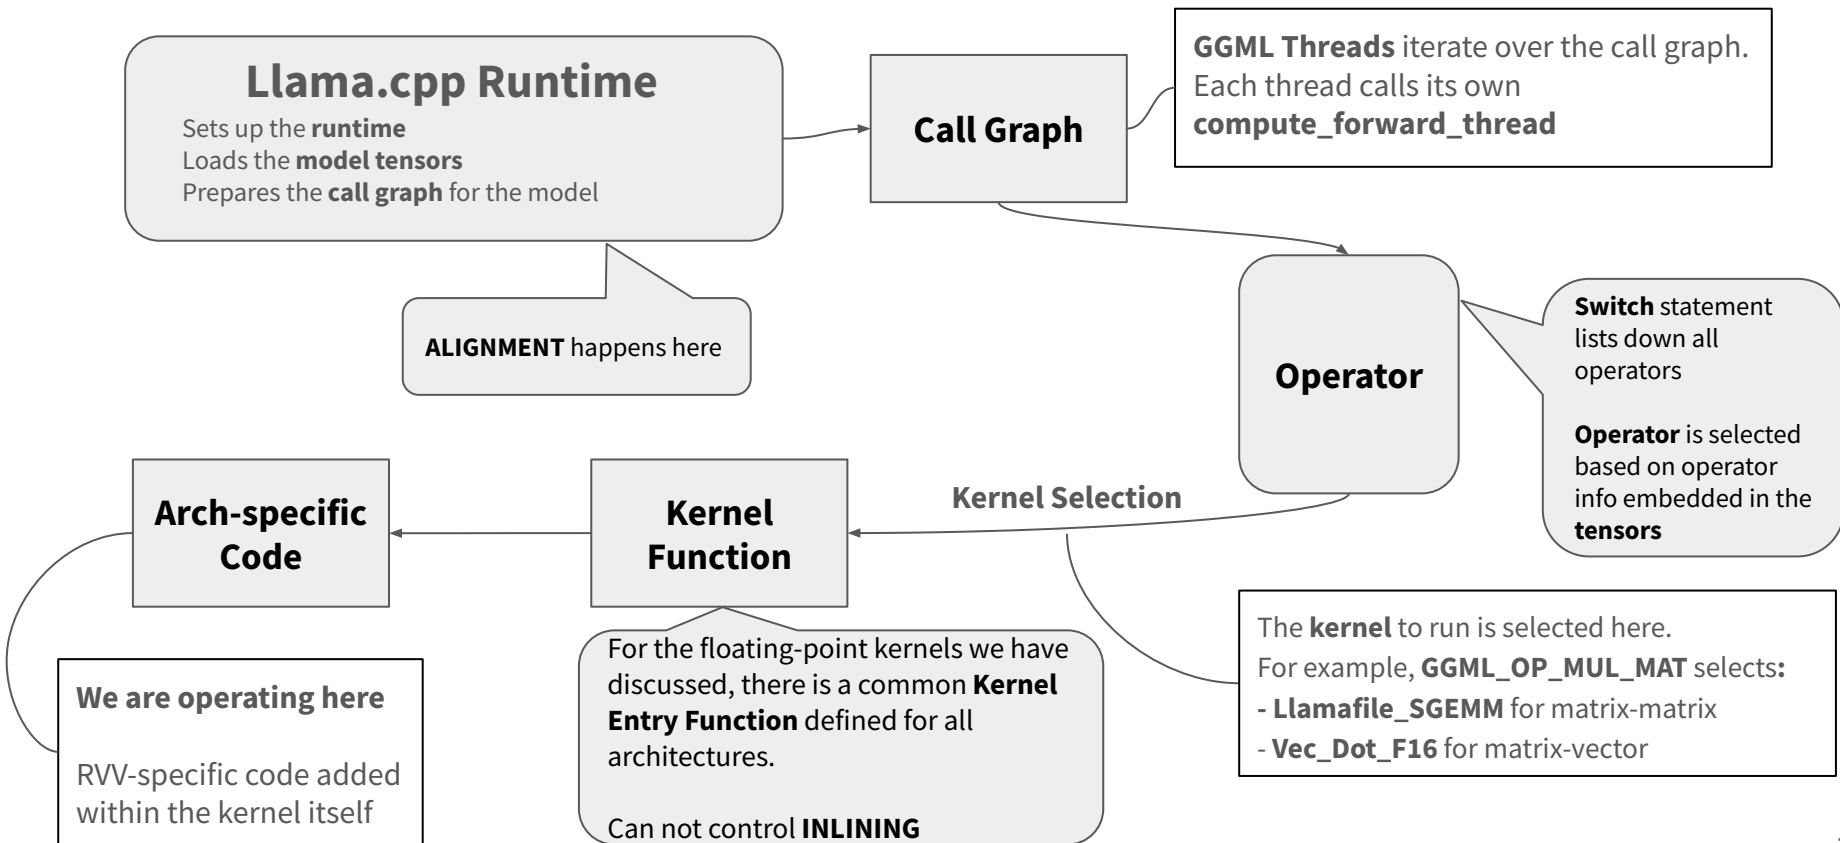 Llama.cpp Runtime
Sets up the runtime
Loads the model tensors
Prepares the call graph for the model
ALIGNMENT happens here
Call Graph
GGML Threads iterate over the call graph.
Each thread calls its own
compute_forward_thread
Operator
Switch statement
lists down all
operators
Operator is selected
based on operator
info embedded in the
tensors
Kernel Selection
The kernel to run is selected here.
For example, GGML_OP_MUL_MAT selects:
- Llamafile_SGEMM for matrix-matrix
- Vec_Dot_F16 for matrix-vector
Kernel
Function
For the floating-point kernels we have
discussed, there is a common Kernel
Entry Function defined for all
architectures.
Can not control INLINING
Arch-specific
Code
We are operating here
RVV-specific code added
within the kernel itself